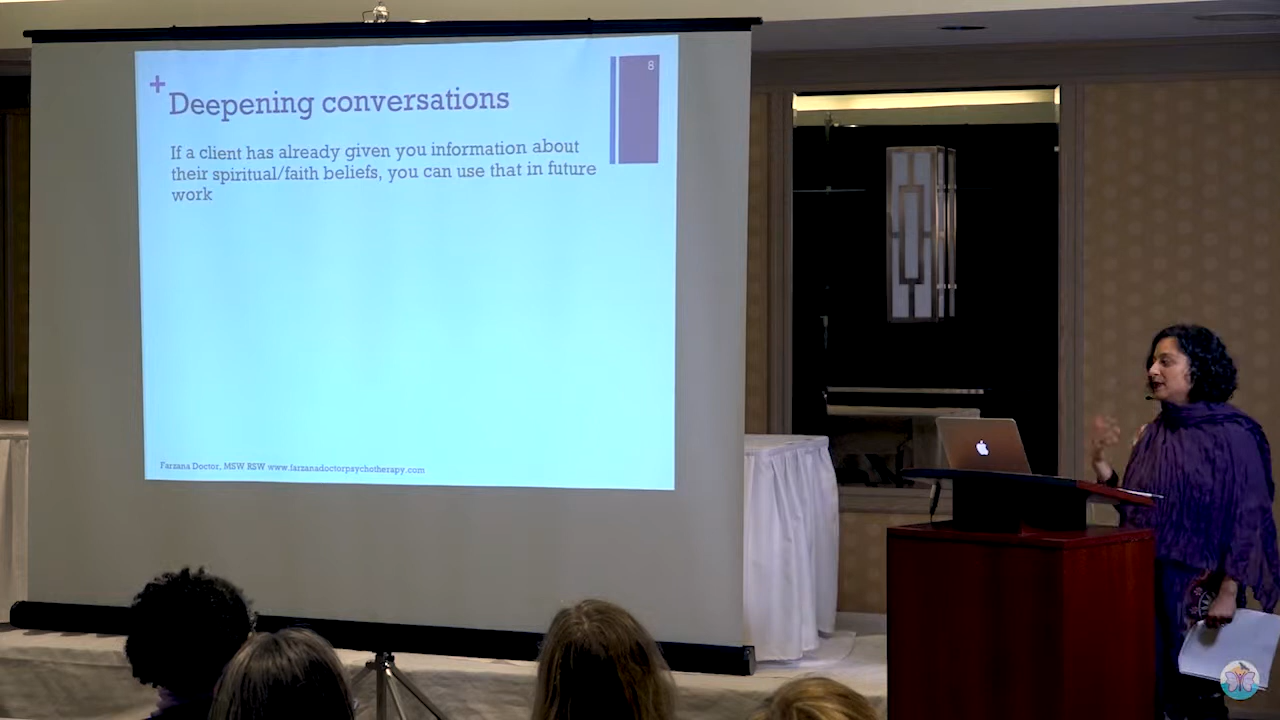 8
+
Deepening conversations
If a client has already given you information about
their spiritual/faith beliefs, you can use that in future
work
Farzana Doctor, MSW RSW www.farzanadoctorpsychotherapy.com